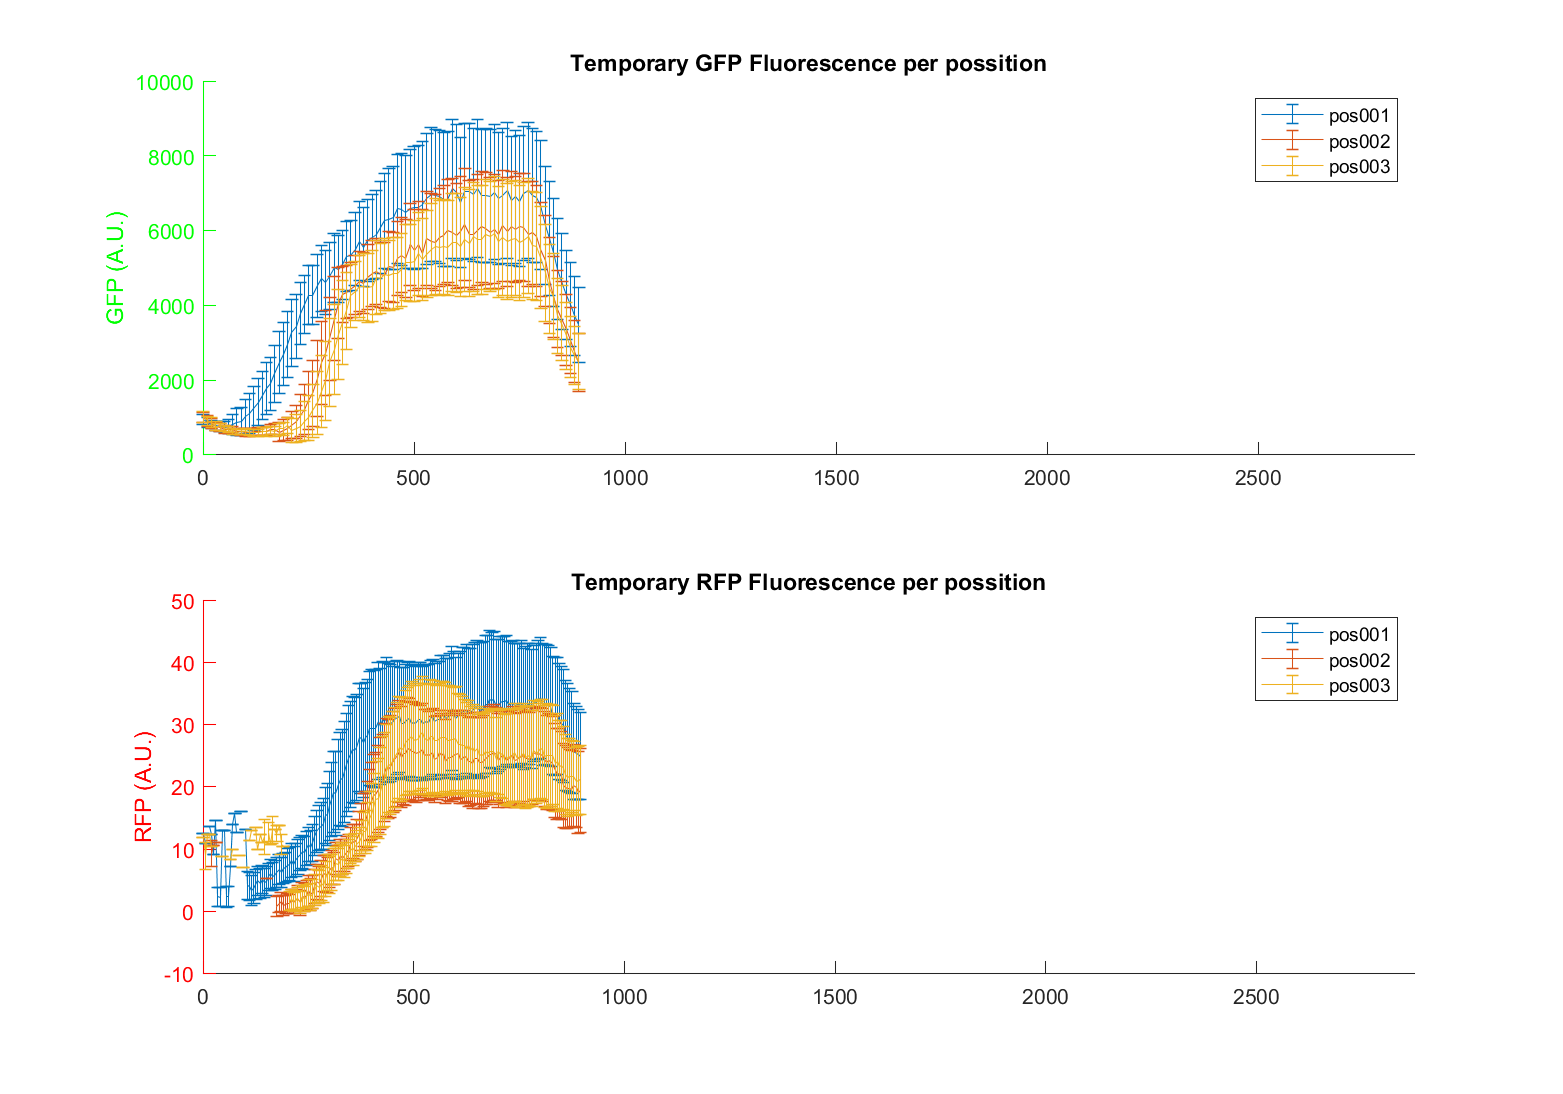 Temporary GFP Fluorescence per possition
10000
8000
6000
4000
2000
0
GFP (A.U.)
pos001
pos002
pos003
0 500 1000 1500 2000 2500
Temporary RFP Fluorescence per possition
50
40
30
20
10
0
-10
RFP (A.U.)
pos001
pos002
pos003
0 500 1000 1500 2000 2500